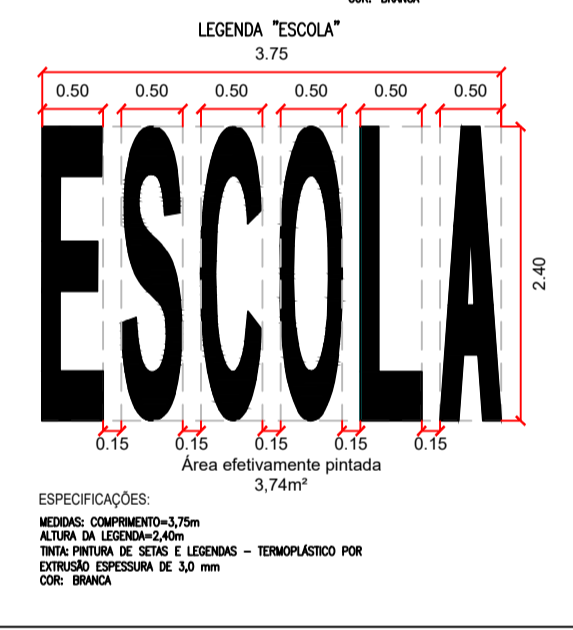 COR: BRANCA
LEGENDA "ESCOLA"
3.75
0.50 0.50 0.50 0.50 0.50 0.50
ESCOLA
2.40
0.15 0.15 0.15 0.15 0.15
Área efetivamente pintada
3,74m²
ESPECIFICAÇÕES:
MEDIDAS: COMPRIMENTO=3,75m
ALTURA DA LEGENDA=2,40m
TINTA: PINTURA DE SETAS E LEGENDAS – TERMOPLÁSTICO POR
EXTRUSÃO ESPESSURA DE 3,0 mm
COR: BRANCA